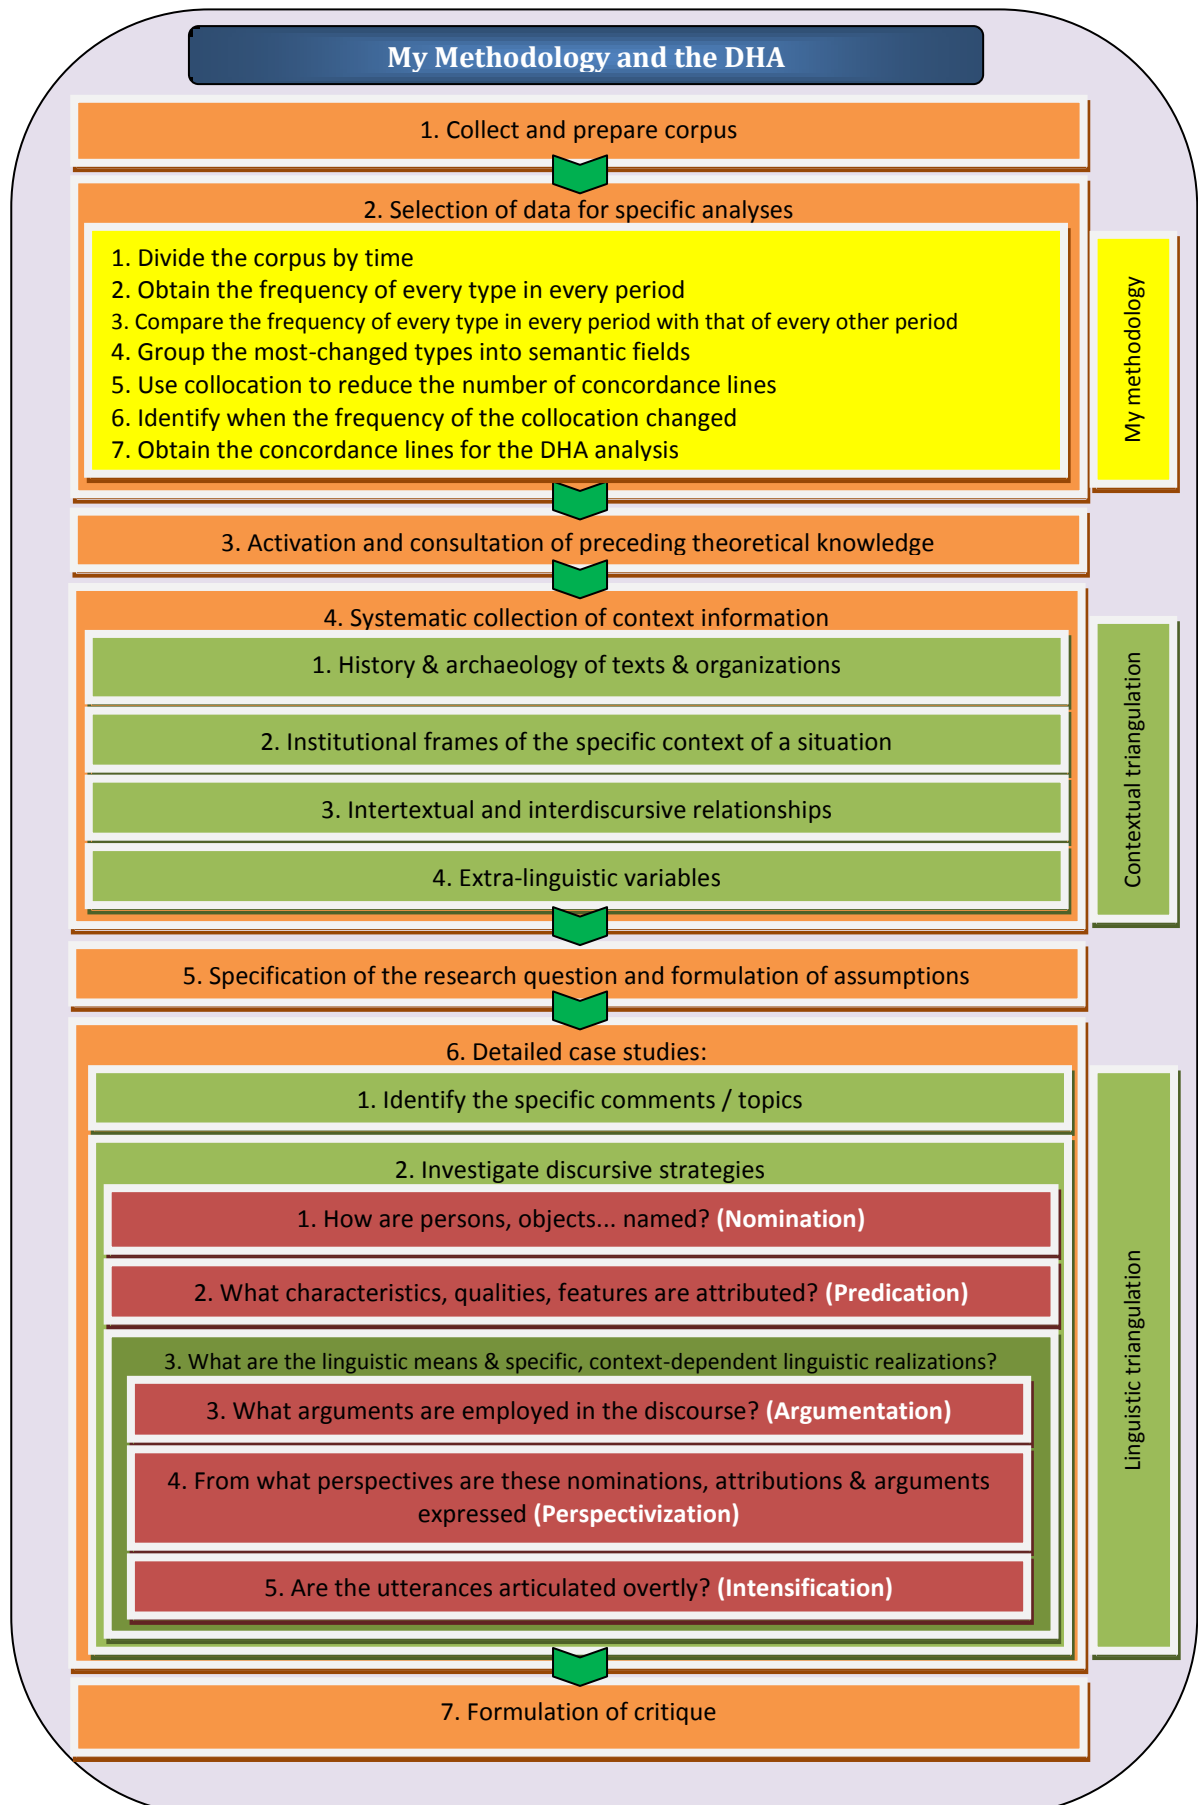 My Methodology and the DHA
1. Collect and prepare corpus
2. Selection of data for specific analyses
1. Divide the corpus by time
2. Obtain the frequency of every type in every period
3. Compare the frequency of every type in every period with that of every other period
4. Group the most-changed types into semantic fields
5. Use collocation to reduce the number of concordance lines
6. Identify when the frequency of the collocation changed
7. Obtain the concordance lines for the DHA analysis
My methodology
3. Activation and consultation of preceding theoretical knowledge
4. Systematic collection of context information
1. History & archaeology of texts & organizations
2. Institutional frames of the specific context of a situation
3. Intertextual and interdiscursive relationships
4. Extra-linguistic variables
Contextual triangulation
5. Specification of the research question and formulation of assumptions
6. Detailed case studies:
1. Identify the specific comments / topics
2. Investigate discursive strategies
1. How are persons, objects... named? (Nomination)
2. What characteristics, qualities, features are attributed? (Predication)
3. What are the linguistic means & specific, context-dependent linguistic realizations?
3. What arguments are employed in the discourse? (Argumentation)
4. From what perspectives are these nominations, attributions & arguments
expressed (Perspectivization)
5. Are the utterances articulated overtly? (Intensification)
Linguistic triangulation
7. Formulation of critique